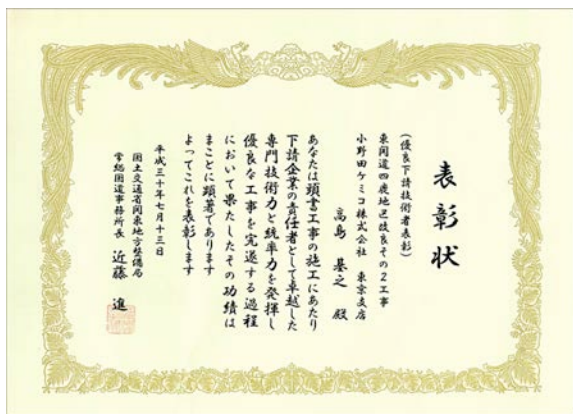 表彰状
(優良下請技術者表彰)
東関道四鹿地区改良その2工事
小野田ケミコ株式会社 東京支店
高島 基之 殿
あなたは頭書工事の施工にあたり
下請企業の責任者として卓越した
専門技術力と統率力を発揮し
優良な工事を完遂する過程
において果たしたその功績は
まことに顕著であります
よってこれを表彰します
平成三十年七月十三日
国土交通省関東地方整備局
常総国道事務所長 近藤 進